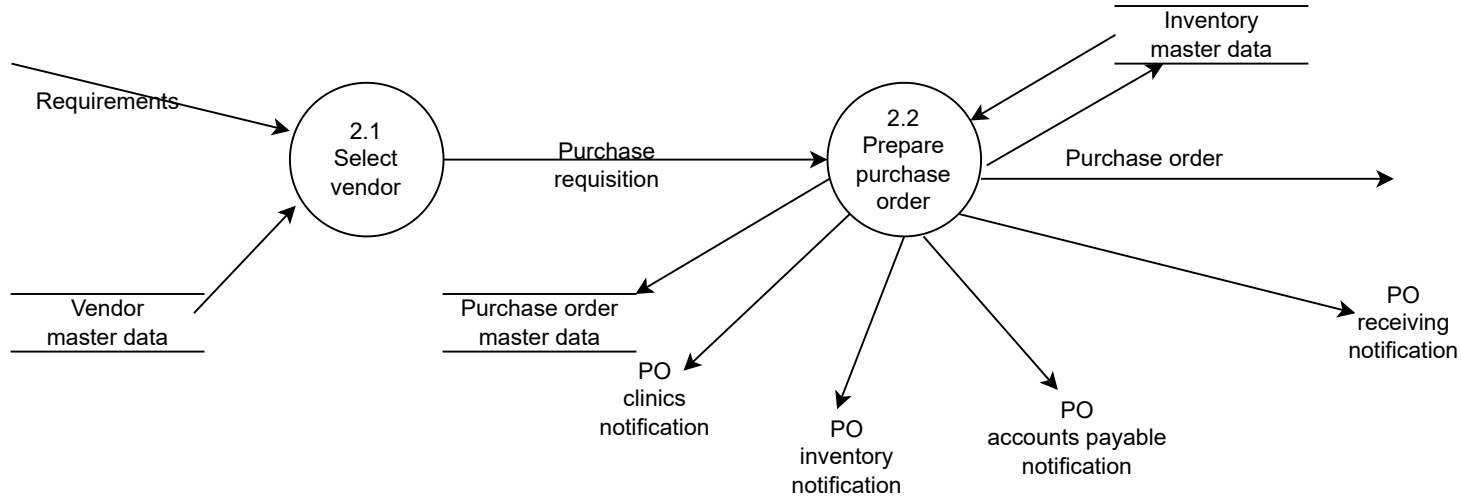 Inventory
master data
Requirements
2.1
Select
vendor
Purchase
requisition
2.2
Prepare
purchase
order
Purchase order
Vendor
master data
Purchase order
master data
PO
clinics
notification
PO
inventory
notification
PO
accounts payable
notification
PO
receiving
notification